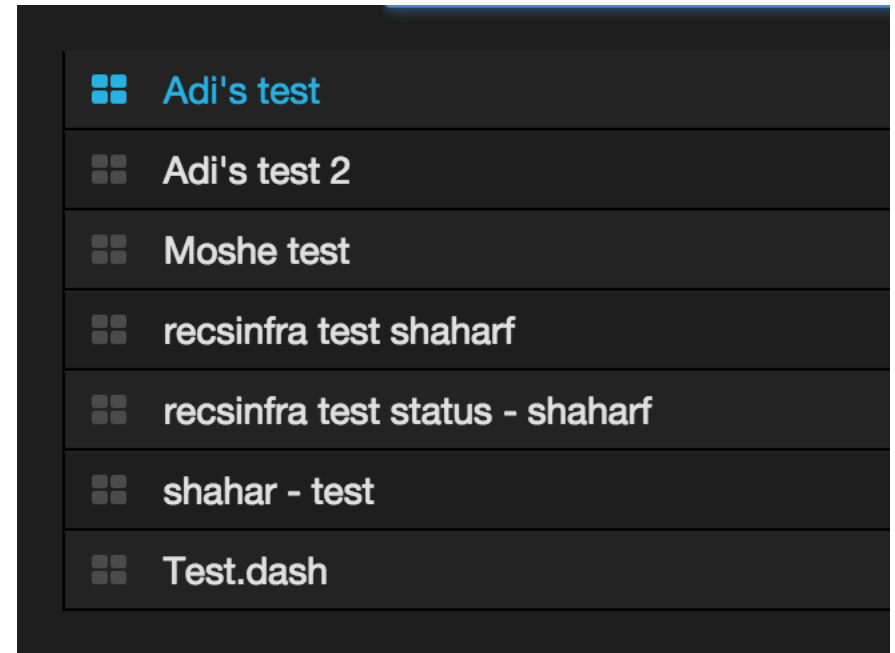 Adi's test
Adi's test 2
Moshe test
recsinfra test shaharf
recsinfra test status - shaharf
shahar - test
Test.dash